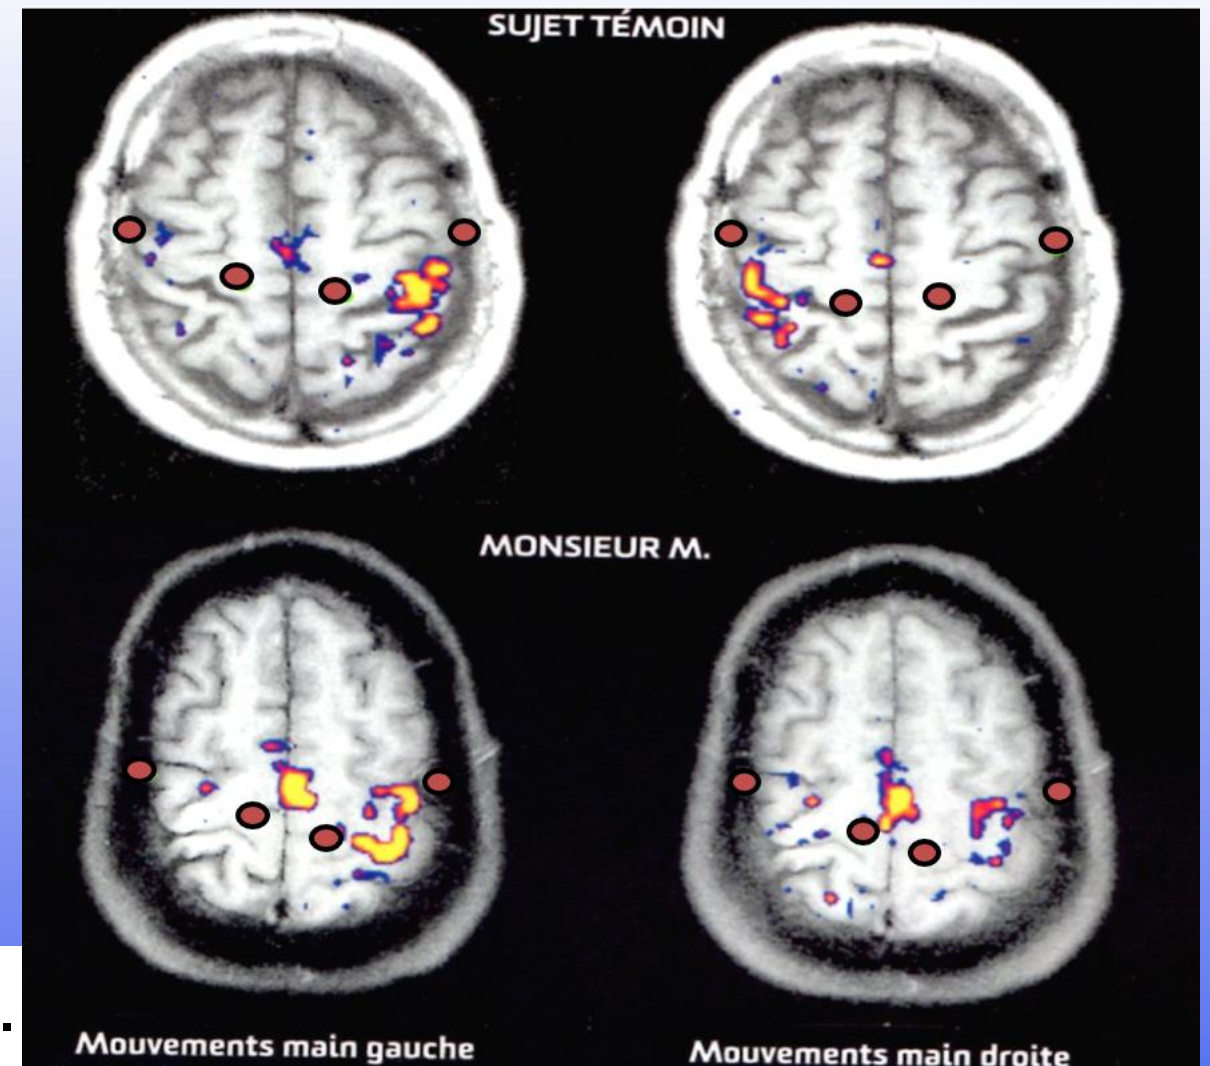 SUJET TÉMOIN
MONSIEUR M.
Mouvements main gauche
Mouvements main droite
.